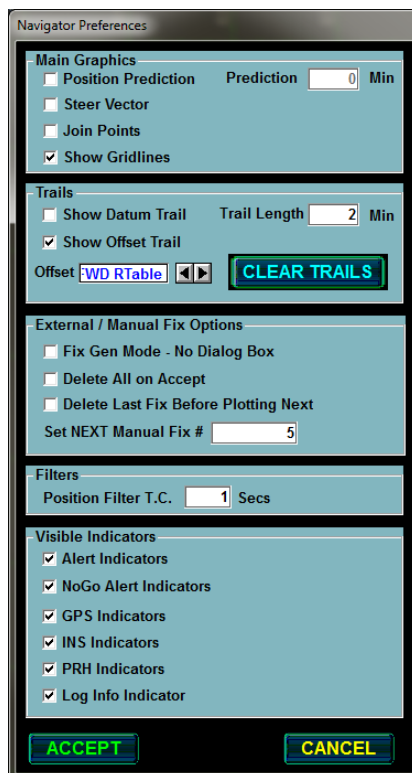 Navigator Preferences
Main Graphics
Position Prediction Prediction 0 Min
Steer Vector
Join Points
Show Gridlines
Trails
Show Datum Trail Trail Length 2 Min
Show Offset Trail
Offset WD RTable CLEAR TRAILS
External / Manual Fix Options
Fix Gen Mode - No Dialog Box
Delete All on Accept
Delete Last Fix Before Plotting Next
Set NEXT Manual Fix # 5
Filters
Position Filter T.C. 1 Secs
Visible Indicators
Alert Indicators
NoGo Alert Indicators
GPS Indicators
INS Indicators
PRH Indicators
Log Info Indicator
ACCEPT CANCEL